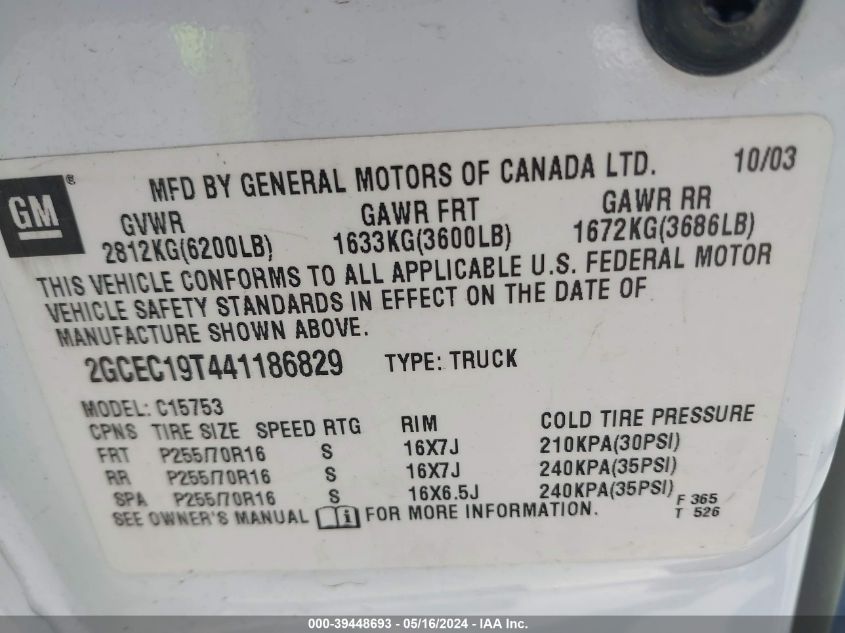 GM®
MFD BY GENERAL MOTORS OF CANADA LTD. 10/03
GVWR GAWR FRT GAWR RR
2812KG(6200LB) 1633KG(3600LB) 1672KG(3686LB)
THIS VEHICLE CONFORMS TO ALL APPLICABLE U.S. FEDERAL MOTOR
VEHICLE SAFETY STANDARDS IN EFFECT ON THE DATE OF
MANUFACTURE SHOWN ABOVE.
2GCEC19T441186829 TYPE: TRUCK
MODEL: C15753
CPNS TIRE SIZE SPEED RTG RIM COLD TIRE PRESSURE
FRT P255/70R16 S 16X7J 210KPA(30PSI)
RR P255/70R16 S 16X7J 240KPA(35PSI)
SPA P255/70R16 S 16X6.5J 240KPA(35PSI) F 365
SEE OWNER'S MANUAL i FOR MORE INFORMATION. T 526
000-39448693 - 05/16/2024 - IAA Inc.